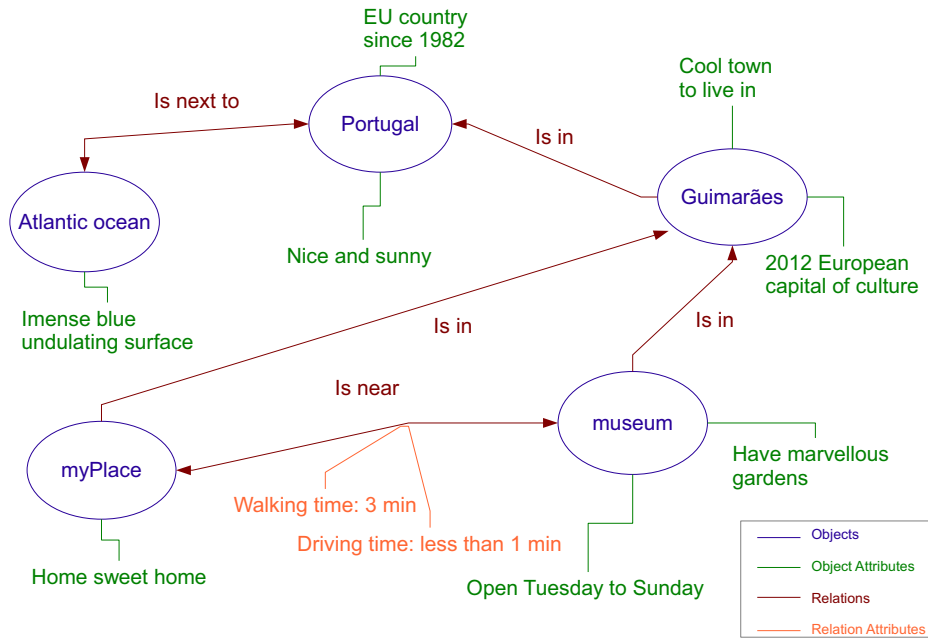 EU country
since 1982
Cool town
to live in
Is next to
Portugal
Is in
Guimarães
Atlantic ocean
Nice and sunny
2012 European
capital of culture
Imense blue
undulating surface
Is in
Is in
Is near
museum
myPlace
Have marvellous
gardens
Walking time: 3 min
Driving time: less than 1 min
Home sweet home
Open Tuesday to Sunday
Objects
Object Attributes
Relations
Relation Attributes